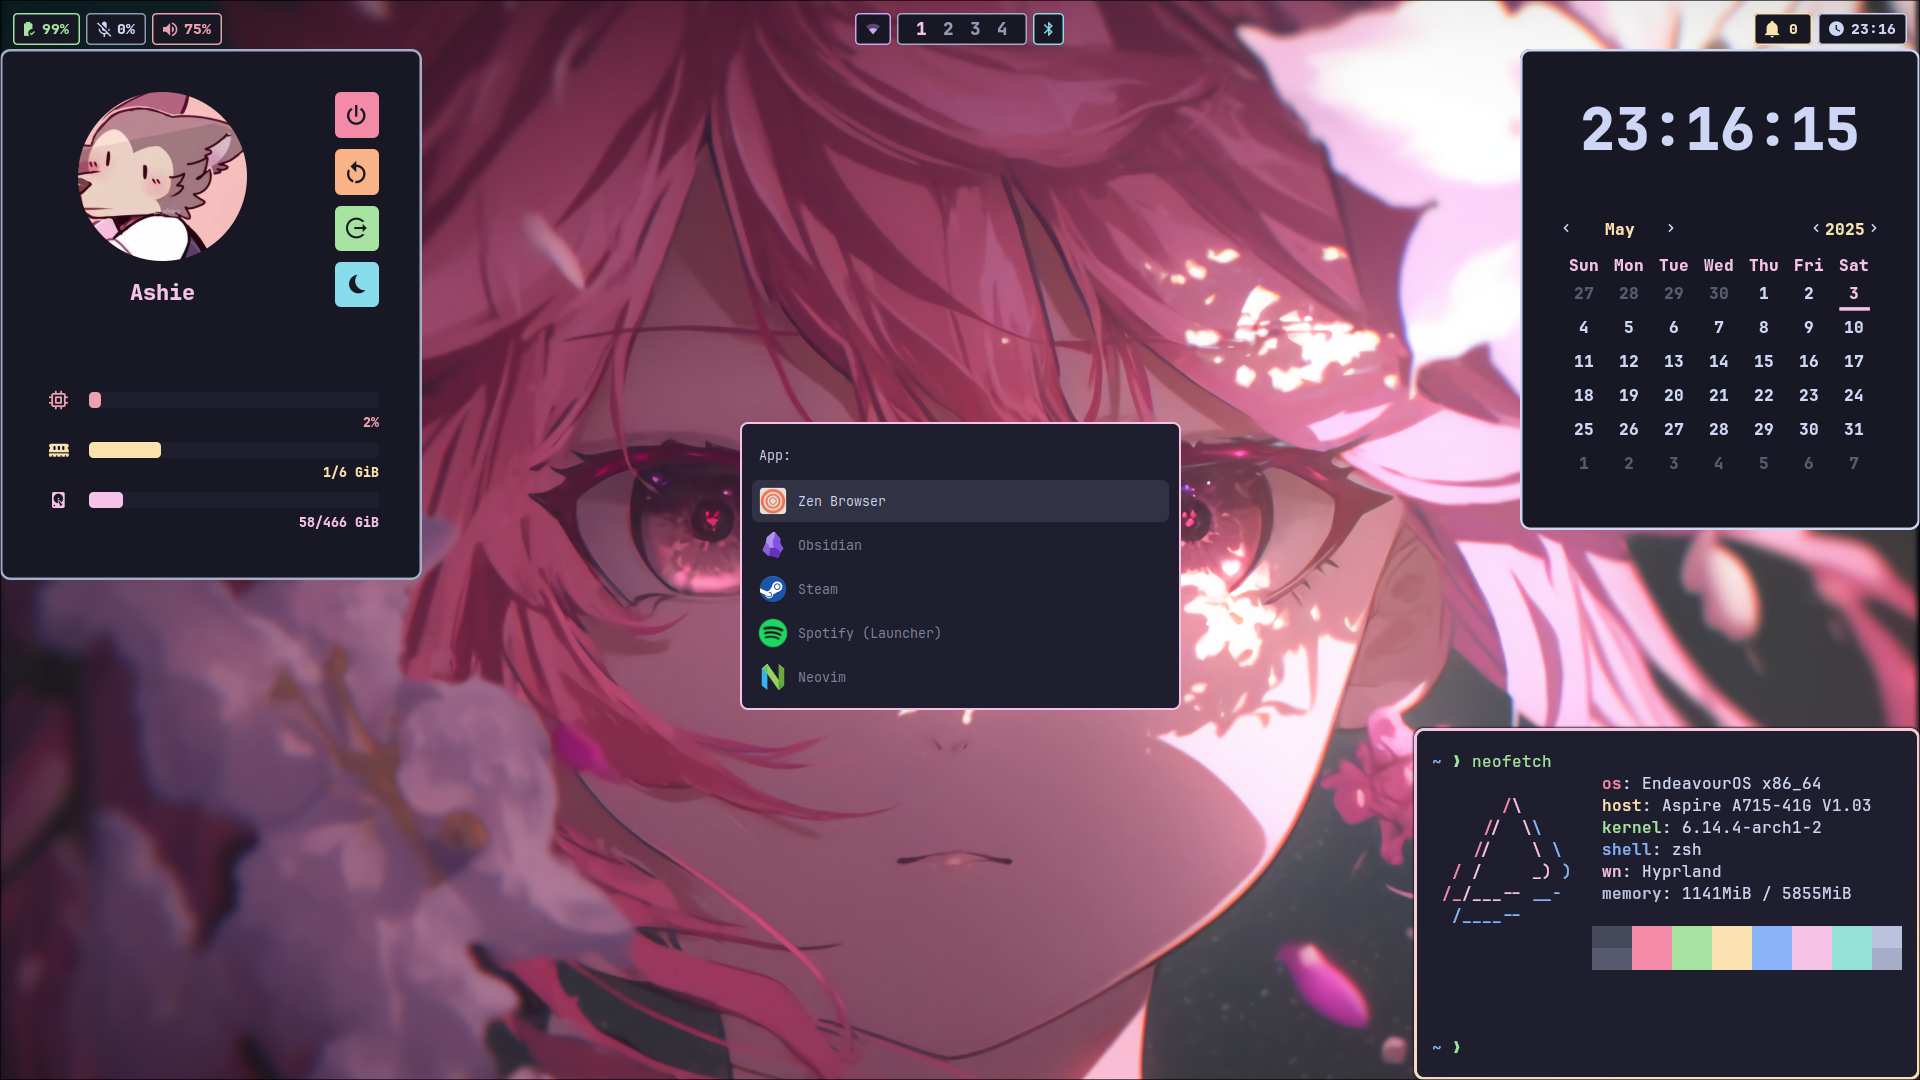 99% 0% 75%
1 2 3 4
0 23:16
Ashie
2%
1/6 GiB
58/466 GiB
App:
Zen Browser
Obsidian
Steam
Spotify (Launcher)
Neovim
23:16:15
‹ May › ‹ 2025 ›
Sun Mon Tue Wed Thu Fri Sat
27 28 29 30 1 2 3
4 5 6 7 8 9 10
11 12 13 14 15 16 17
18 19 20 21 22 23 24
25 26 27 28 29 30 31
1 2 3 4 5 6 7
~ ❱ neofetch
os: EndeavourOS x86_64
host: Aspire A715-41G V1.03
kernel: 6.14.4-arch1-2
shell: zsh
wn: Hyprland
memory: 1141MiB / 5855MiB
~ ❱